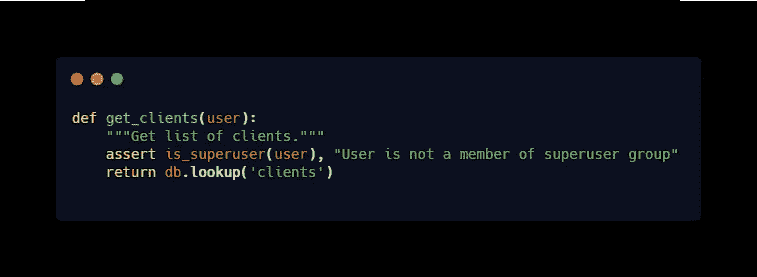 def get_clients(user):
    """Get list of clients."""
    assert is_superuser(user), "User is not a member of superuser group"
    return db.lookup('clients')